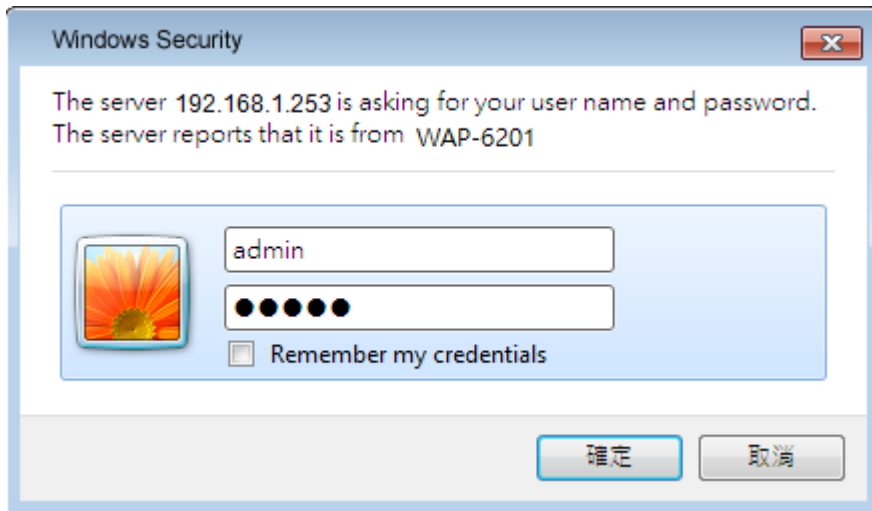 Windows Security
The server 192.168.1.253 is asking for your user name and password.
The server reports that it is from WAP-6201
admin
●●●●●
Remember my credentials
確定
取消